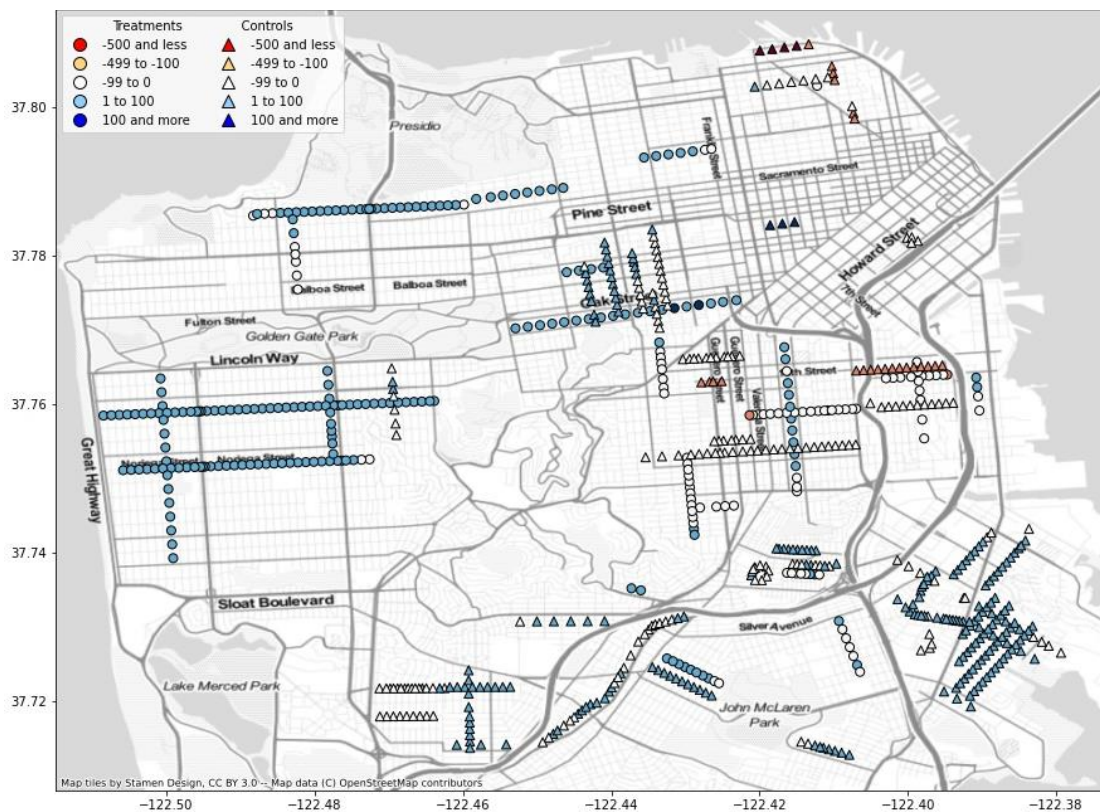 Treatments Controls
-500 and less -500 and less
-499 to -100 -499 to -100
-99 to 0 -99 to 0
1 to 100 1 to 100
100 and more 100 and more
37.80
37.78
37.76
37.74
37.72
Presidio
Street
Sacramento Street
Pine Street
Howard Street
7th Street
Balboa Street
Balboa Street
Fulton Street
Golden Gate Park
Lincoln Way
Great Highway
Noriega Street
Sloat Boulevard
Silver Avenue
Lake Merced Park
John McLaren
Park
Map tiles by Stamen Design, CC BY 3.0 -- Map data (C) OpenStreetMap contributors
−122.50 −122.48 −122.46 −122.44 −122.42 −122.40 −122.38